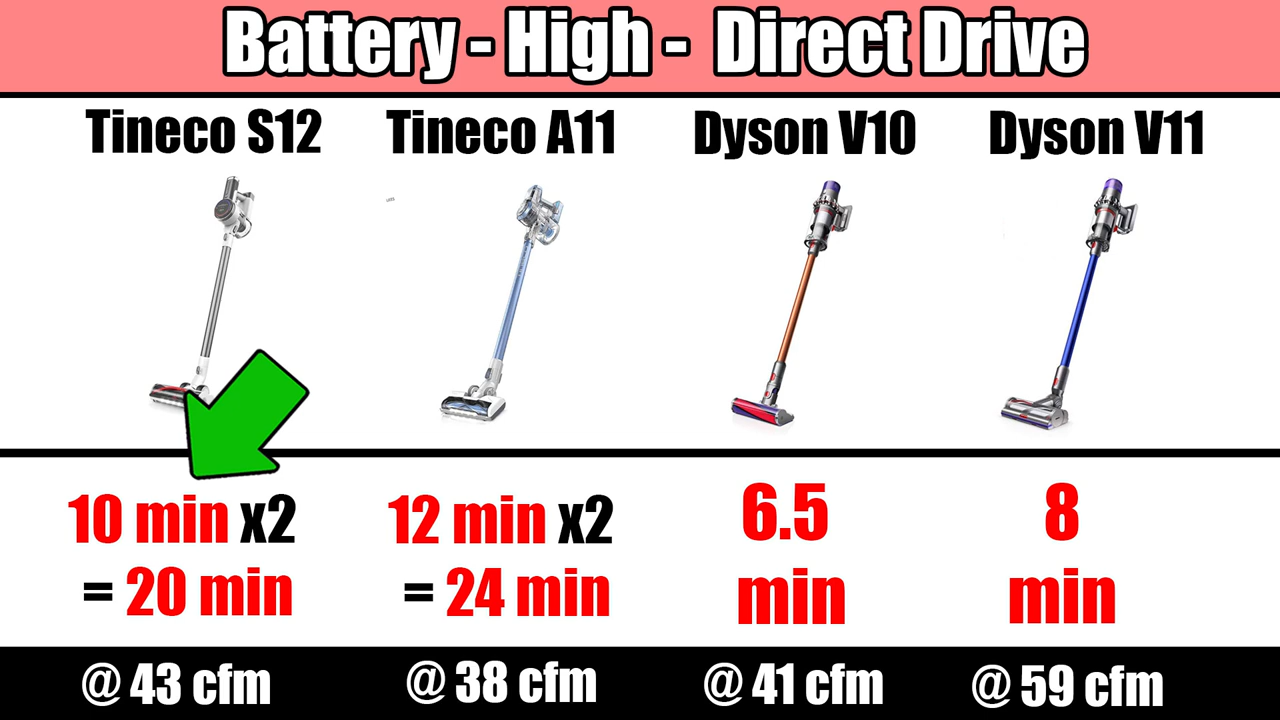 Battery - High - Direct Drive
Tineco S12
Tineco A11
Dyson V10
Dyson V11
10 min x2
= 20 min
12 min x2
= 24 min
6.5
min
8
min
@ 43 cfm
@ 38 cfm
@ 41 cfm
@ 59 cfm